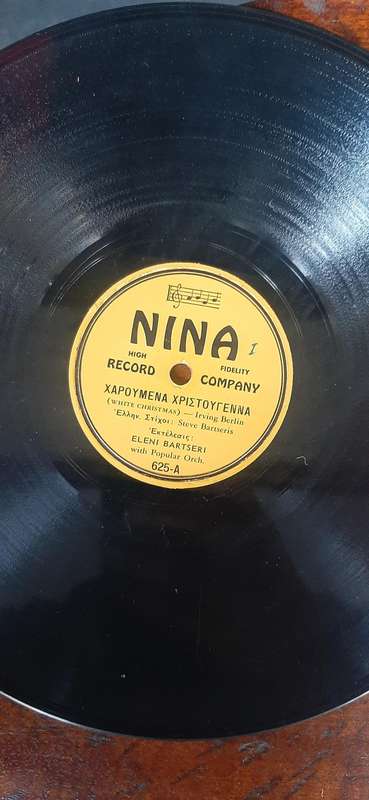 NINA
HIGH FIDELITY
RECORD COMPANY
ΧΑΡΟΥΜΕΝΑ ΧΡΙΣΤΟΥΓΕΝΝΑ
(WHITE CHRISTMAS) — Irving Berlin
Ἑλλην. Στίχοι: Steve Bartseris
Ἐκτέλεσις:
ELENI BARTSERI
with Popular Orch.
625-A